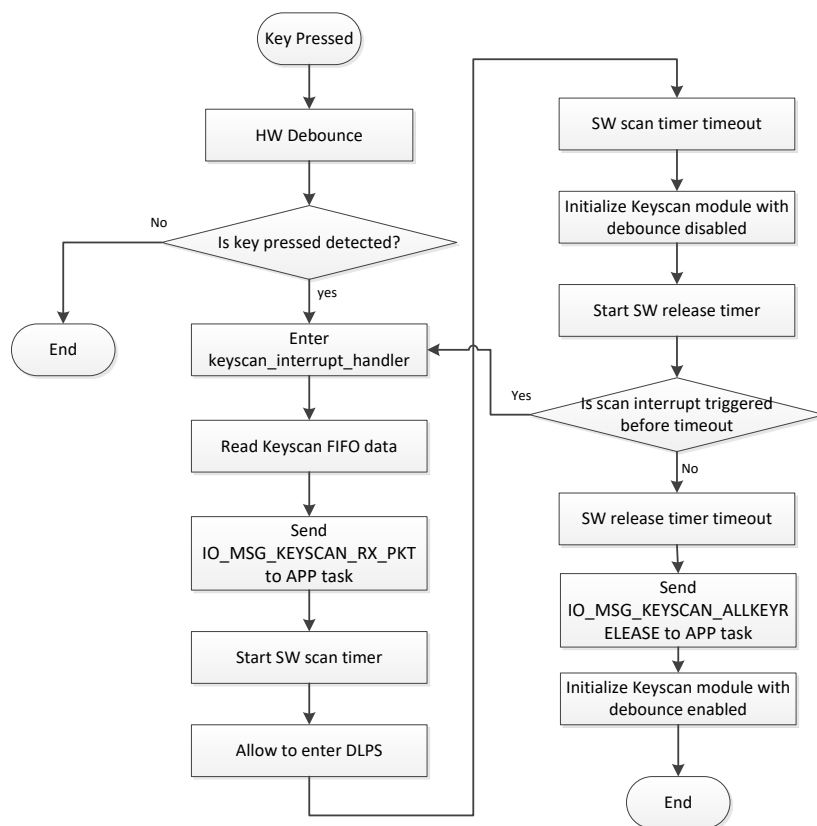 Key Pressed
HW Debounce
No
Is key pressed detected?
yes
End
Enter
keyscan_interrupt_handler
Read Keyscan FIFO data
Send
IO_MSG_KEYSCAN_RX_PKT
to APP task
Start SW scan timer
Allow to enter DLPS
SW scan timer timeout
Initialize Keyscan module with
debounce disabled
Start SW release timer
Yes
Is scan interrupt triggered
before timeout
No
SW release timer timeout
Send
IO_MSG_KEYSCAN_ALLKEYR
ELEASE to APP task
Initialize Keyscan module with
debounce enabled
End